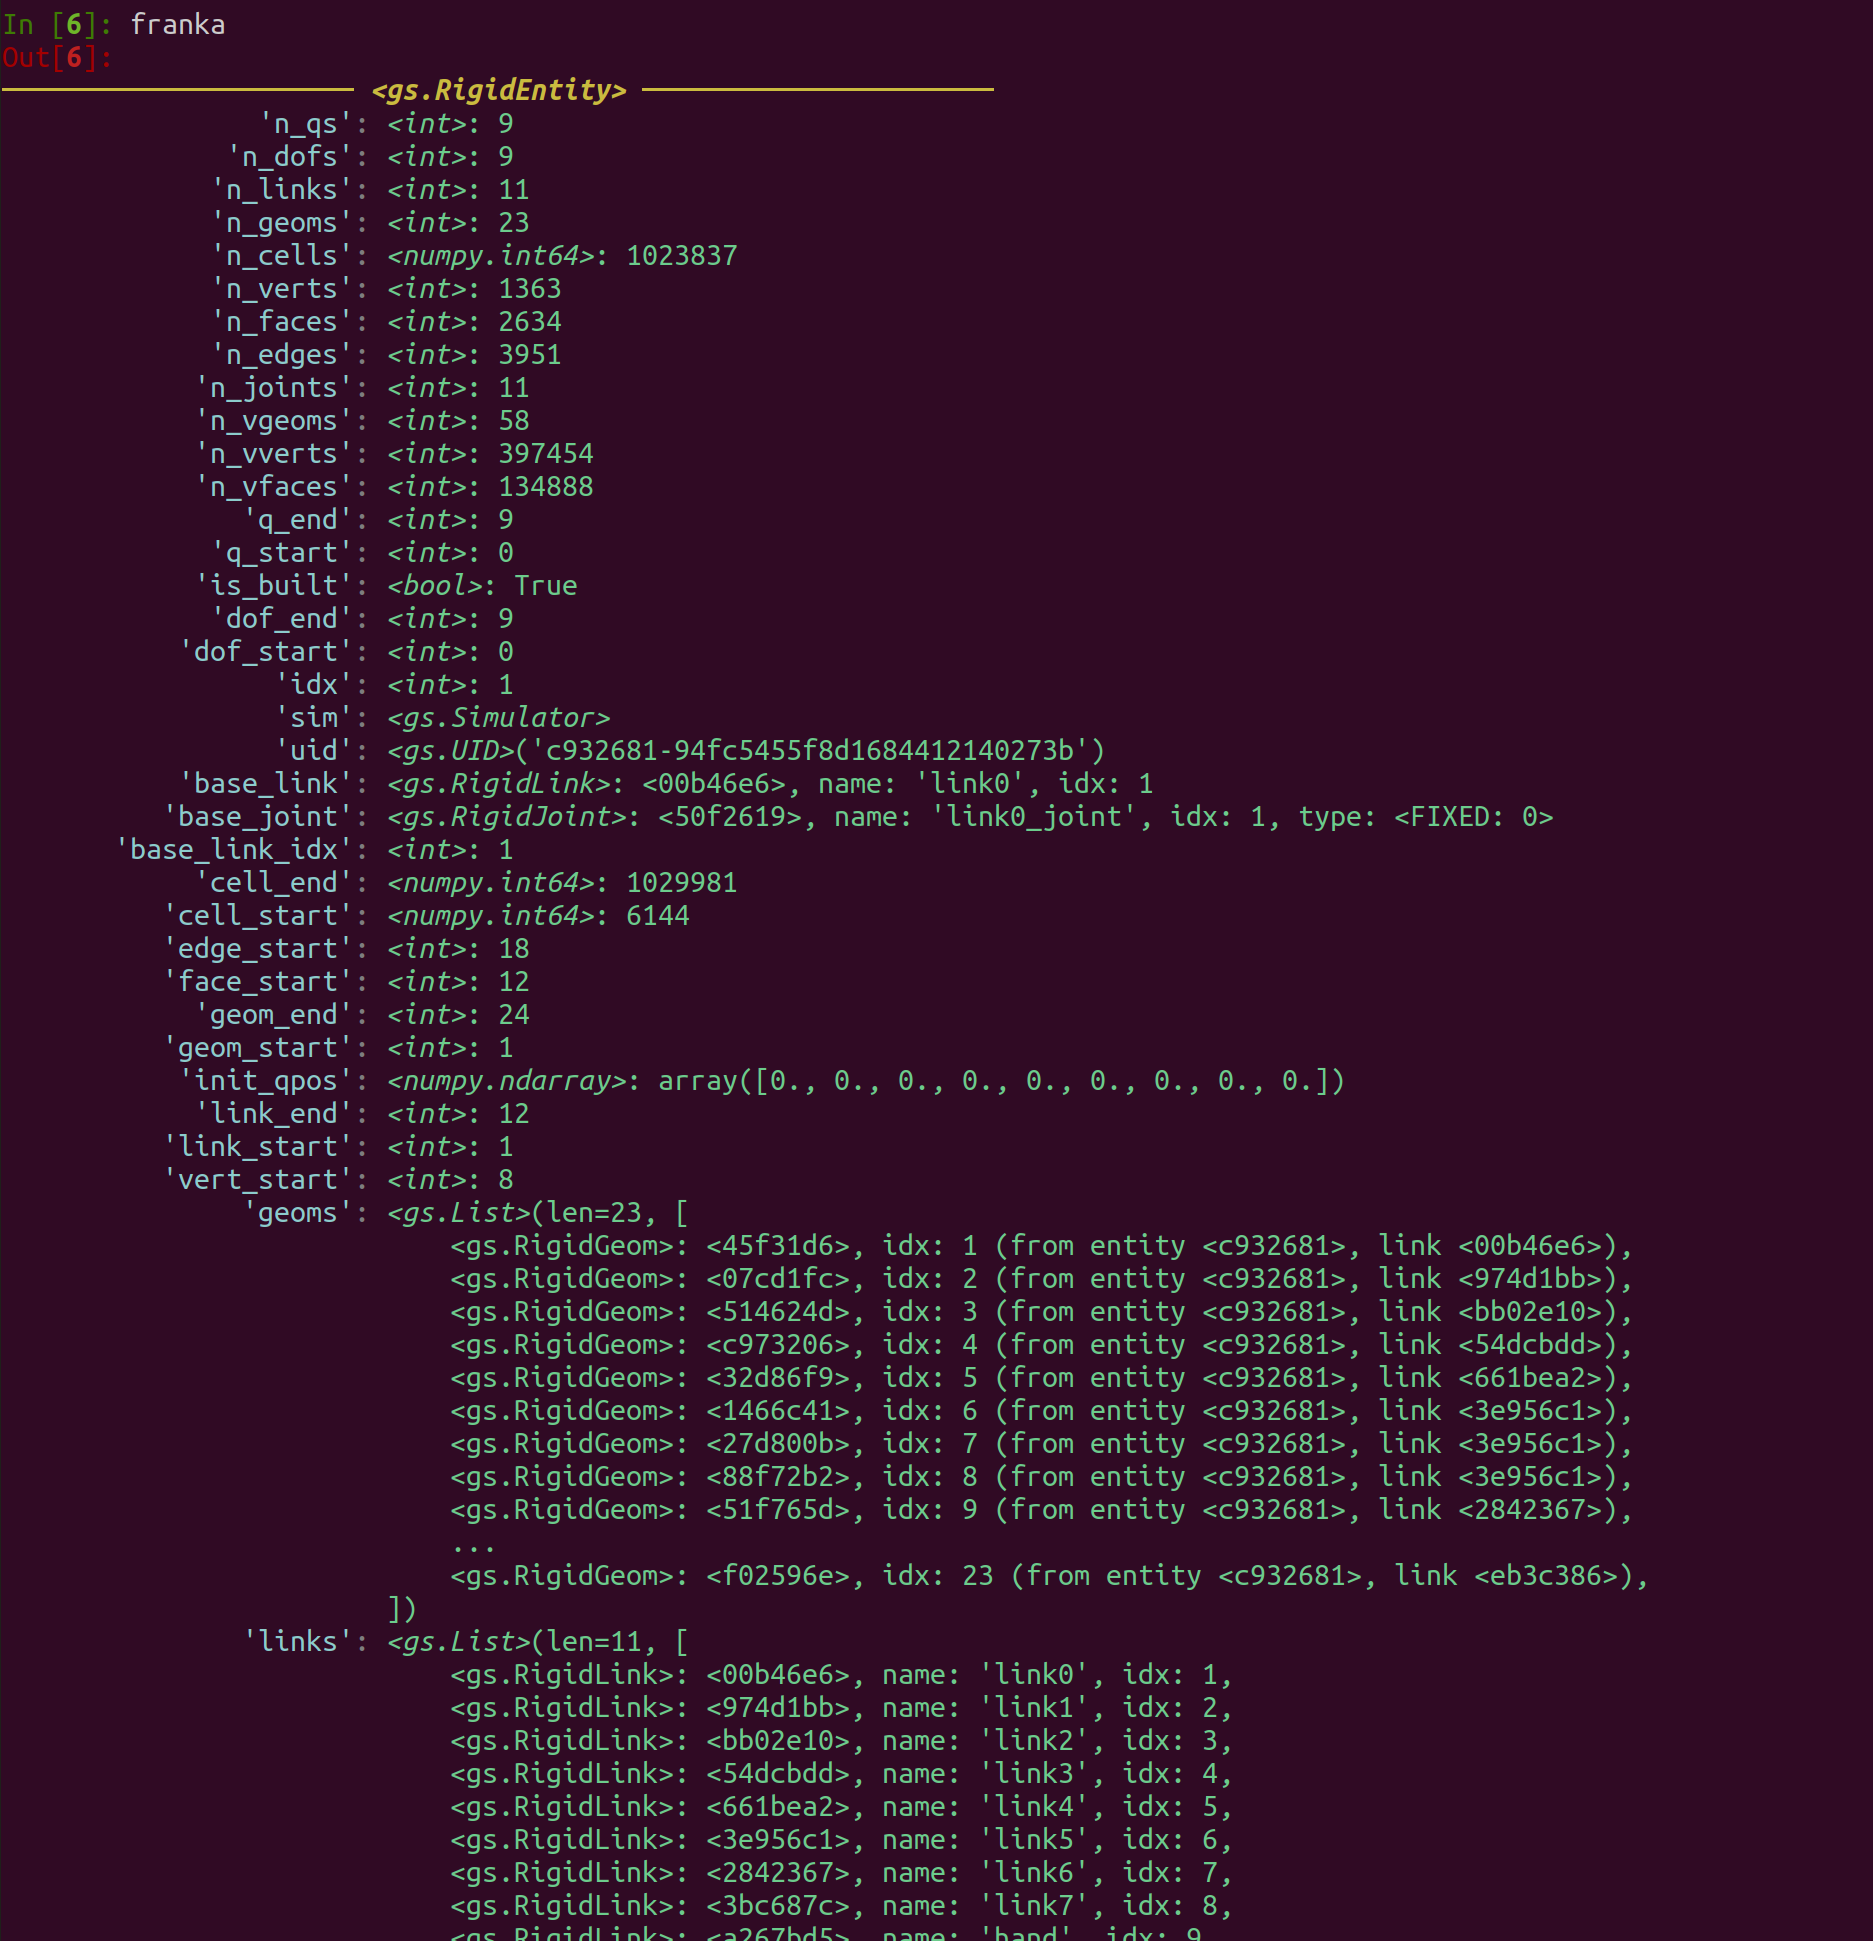 In [6]: franka
Out[6]:
<gs.RigidEntity>
'n_qs': <int>: 9
'n_dofs': <int>: 9
'n_links': <int>: 11
'n_geoms': <int>: 23
'n_cells': <numpy.int64>: 1023837
'n_verts': <int>: 1363
'n_faces': <int>: 2634
'n_edges': <int>: 3951
'n_joints': <int>: 11
'n_vgeoms': <int>: 58
'n_vverts': <int>: 397454
'n_vfaces': <int>: 134888
'q_end': <int>: 9
'q_start': <int>: 0
'is_built': <bool>: True
'dof_end': <int>: 9
'dof_start': <int>: 0
'idx': <int>: 1
'sim': <gs.Simulator>
'uid': <gs.UID>('c932681-94fc5455f8d1684412140273b')
'base_link': <gs.RigidLink>: <00b46e6>, name: 'link0', idx: 1
'base_joint': <gs.RigidJoint>: <50f2619>, name: 'link0_joint', idx: 1, type: <FIXED: 0>
'base_link_idx': <int>: 1
'cell_end': <numpy.int64>: 1029981
'cell_start': <numpy.int64>: 6144
'edge_start': <int>: 18
'face_start': <int>: 12
'geom_end': <int>: 24
'geom_start': <int>: 1
'init_qpos': <numpy.ndarray>: array([0., 0., 0., 0., 0., 0., 0., 0., 0.])
'link_end': <int>: 12
'link_start': <int>: 1
'vert_start': <int>: 8
'geoms': <gs.List>(len=23, [
<gs.RigidGeom>: <45f31d6>, idx: 1 (from entity <c932681>, link <00b46e6>),
<gs.RigidGeom>: <07cd1fc>, idx: 2 (from entity <c932681>, link <974d1bb>),
<gs.RigidGeom>: <514624d>, idx: 3 (from entity <c932681>, link <bb02e10>),
<gs.RigidGeom>: <c973206>, idx: 4 (from entity <c932681>, link <54dcbdd>),
<gs.RigidGeom>: <32d86f9>, idx: 5 (from entity <c932681>, link <661bea2>),
<gs.RigidGeom>: <1466c41>, idx: 6 (from entity <c932681>, link <3e956c1>),
<gs.RigidGeom>: <27d800b>, idx: 7 (from entity <c932681>, link <3e956c1>),
<gs.RigidGeom>: <88f72b2>, idx: 8 (from entity <c932681>, link <3e956c1>),
<gs.RigidGeom>: <51f765d>, idx: 9 (from entity <c932681>, link <2842367>),
...
<gs.RigidGeom>: <f02596e>, idx: 23 (from entity <c932681>, link <eb3c386>),
])
'links': <gs.List>(len=11, [
<gs.RigidLink>: <00b46e6>, name: 'link0', idx: 1,
<gs.RigidLink>: <974d1bb>, name: 'link1', idx: 2,
<gs.RigidLink>: <bb02e10>, name: 'link2', idx: 3,
<gs.RigidLink>: <54dcbdd>, name: 'link3', idx: 4,
<gs.RigidLink>: <661bea2>, name: 'link4', idx: 5,
<gs.RigidLink>: <3e956c1>, name: 'link5', idx: 6,
<gs.RigidLink>: <2842367>, name: 'link6', idx: 7,
<gs.RigidLink>: <3bc687c>, name: 'link7', idx: 8,
<gs.RigidLink>: <a267bd5>, name: 'hand', idx: 9